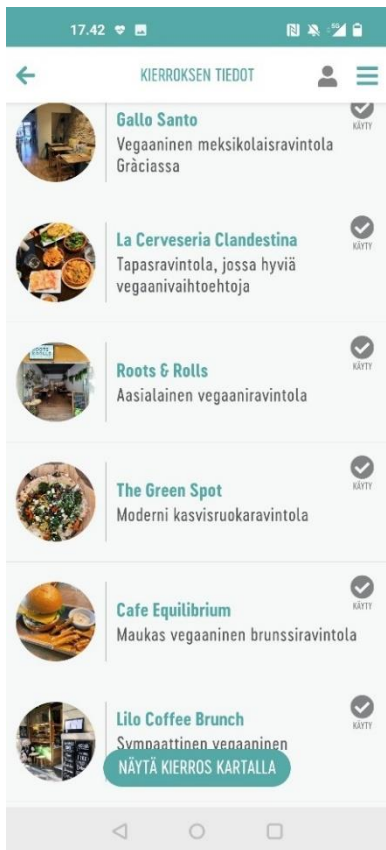 17.42
5G
KIERROKSEN TIEDOT
Gallo Santo
KÄYTY
Vegaaninen meksikolaisravintola
Gràciassa
La Cerveseria Clandestina
KÄYTY
Tapasravintola, jossa hyviä
vegaanivaihtoehtoja
Roots & Rolls
KÄYTY
Aasialainen vegaaniravintola
The Green Spot
KÄYTY
Moderni kasvisruokaravintola
Cafe Equilibrium
KÄYTY
Maukas vegaaninen brunssiravintola
Lilo Coffee Brunch
KÄYTY
Sympaattinen vegaaninen
NÄYTÄ KIERROS KARTALLA